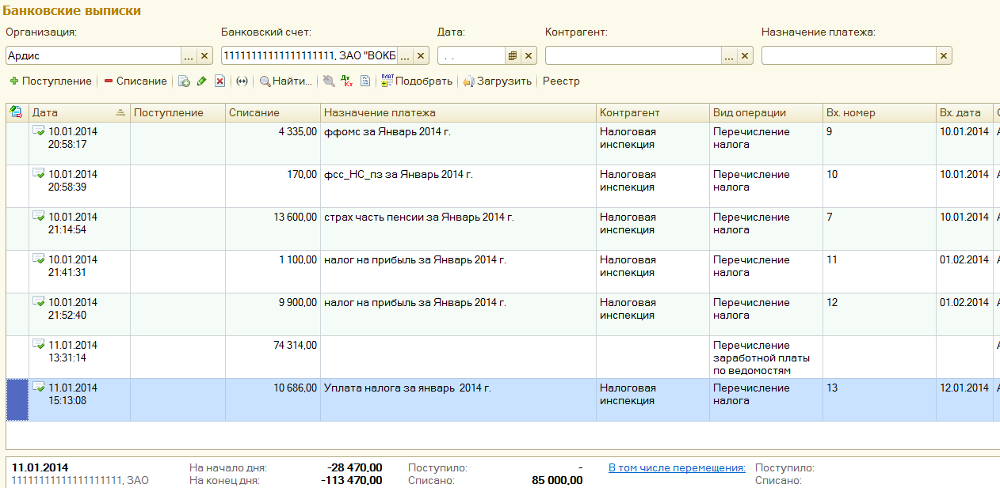 Банковские выписки
Организация: Банковский счет: Дата: Контрагент: Назначение платежа:
Ардис ... × 11111111111111111111, ЗАО "ВОКБ ... × . . × ... × ×
Поступление Списание Найти... Дт Кт ПЛАТ Подобрать Загрузить Реестр
Дата Поступление Списание Назначение платежа Контрагент Вид операции Вх. номер Вх. дата
10.01.2014 4 335,00 ффомс за Январь 2014 г. Налоговая Перечисление 9 10.01.2014
20:58:17 инспекция налога
10.01.2014 170,00 фсс_НС_пз за Январь 2014 г. Налоговая Перечисление 10 10.01.2014
20:58:39 инспекция налога
10.01.2014 13 600,00 страх часть пенсии за Январь 2014 г. Налоговая Перечисление 7 10.01.2014
21:14:54 инспекция налога
10.01.2014 1 100,00 налог на прибыль за Январь 2014 г. Налоговая Перечисление 11 01.02.2014
21:41:31 инспекция налога
10.01.2014 9 900,00 налог на прибыль за Январь 2014 г. Налоговая Перечисление 12 01.02.2014
21:52:40 инспекция налога
11.01.2014 74 314,00 Перечисление
13:31:14 заработной платы
по ведомостям
11.01.2014 10 686,00 Уплата налога за январь 2014 г. Налоговая Перечисление 13 12.01.2014
15:13:08 инспекция налога
11.01.2014 На начало дня: -28 470,00 Поступило: - В том числе перемещения: Поступило:
11111111111111111111, ЗАО На конец дня: -113 470,00 Списано: 85 000,00 Списано: